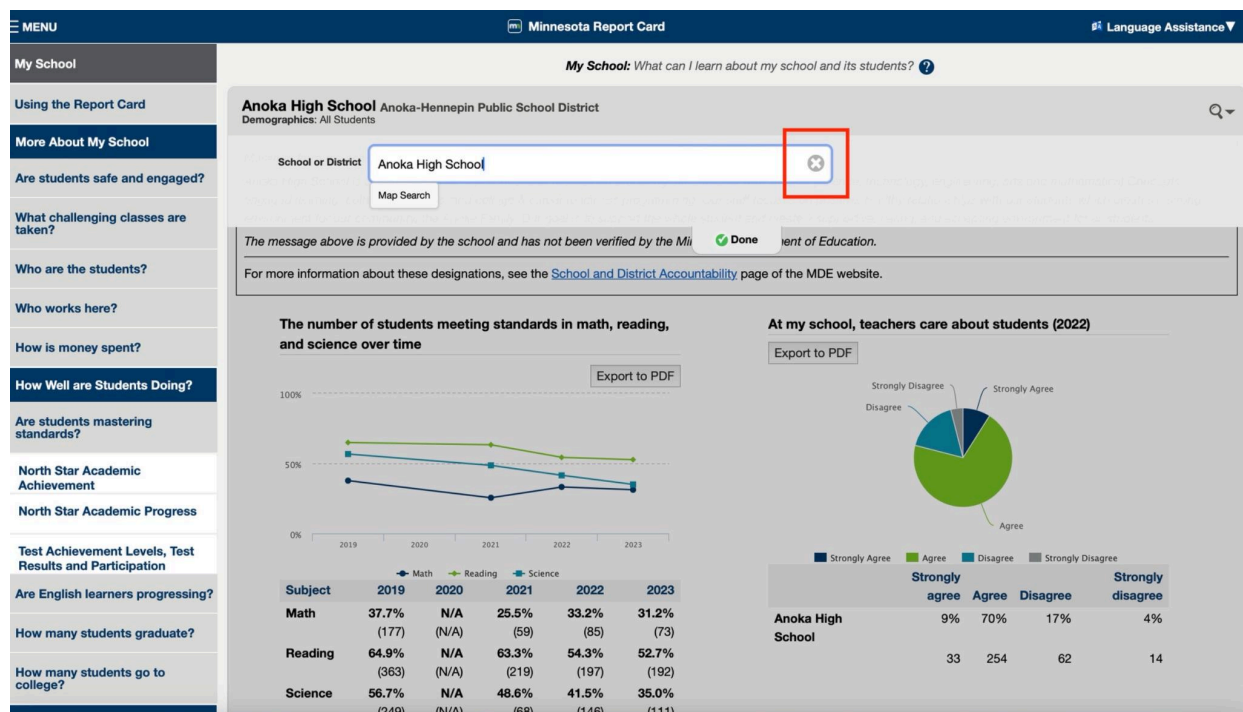 MENU
Minnesota Report Card
Language Assistance
My School
Using the Report Card
More About My School
Are students safe and engaged?
What challenging classes are
taken?
Who are the students?
Who works here?
How is money spent?
How Well are Students Doing?
Are students mastering
standards?
North Star Academic
Achievement
North Star Academic Progress
Test Achievement Levels, Test
Results and Participation
Are English learners progressing?
How many students graduate?
How many students go to
college?
My School: What can I learn about my school and its students? ?
Anoka High School Anoka-Hennepin Public School District
Demographics: All Students
School or District Anoka High School
Map Search
Done
The message above is provided by the school and has not been verified by the ent of Education.
For more information about these designations, see the School and District Accountability page of the MDE website.
The number of students meeting standards in math, reading,
and science over time
Export to PDF
100%
50%
0%
2019 2020 2021 2022 2023
Math Reading Science
Subject 2019 2020 2021 2022 2023
Math 37.7% N/A 25.5% 33.2% 31.2%
(177) (N/A) (59) (85) (73)
Reading 64.9% N/A 63.3% 54.3% 52.7%
(363) (N/A) (219) (197) (192)
Science 56.7% N/A 48.6% 41.5% 35.0%
(249) (N/A) (68) (146) (111)
At my school, teachers care about students (2022)
Export to PDF
Strongly Disagree
Strongly Agree
Disagree
Agree
Strongly Agree Agree Disagree Strongly Disagree
Strongly Strongly
agree Agree Disagree disagree
Anoka High 9% 70% 17% 4%
School
33 254 62 14